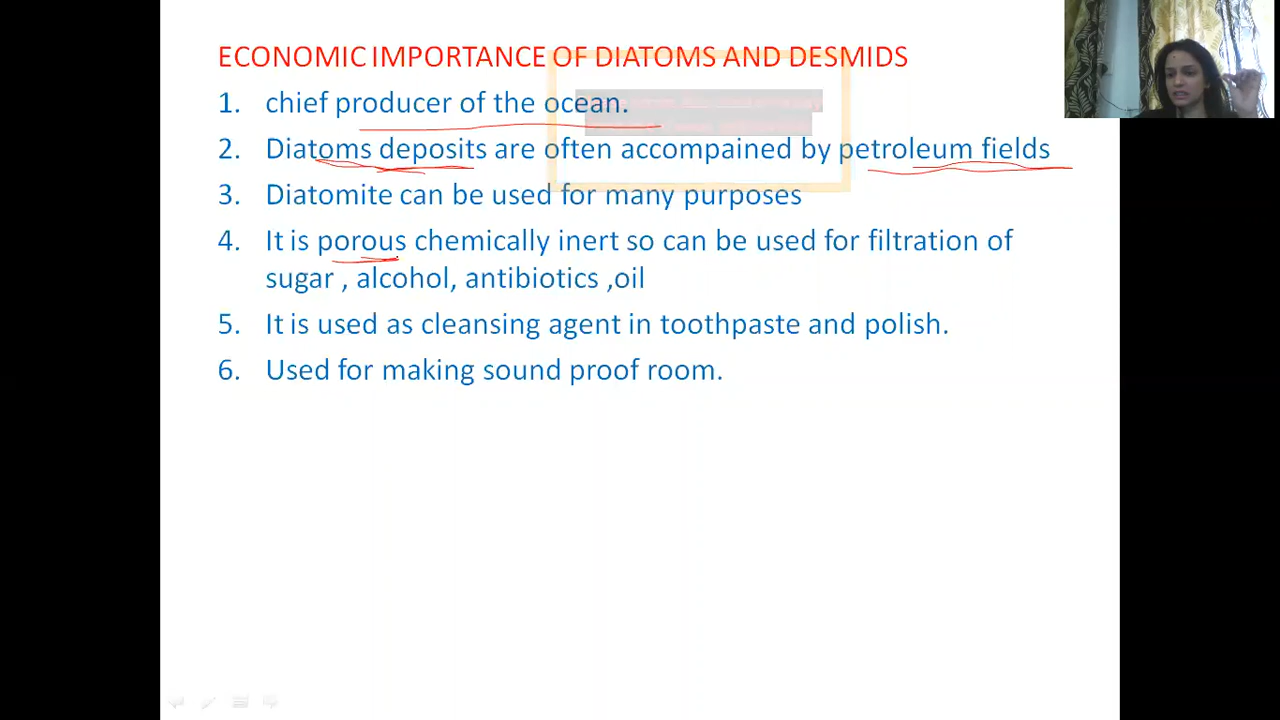 ECONOMIC IMPORTANCE OF DIATOMS AND DESMIDS
1. chief producer of the ocean.
2. Diatoms deposits are often accompained by petroleum fields
3. Diatomite can be used for many purposes
4. It is porous chemically inert so can be used for filtration of
sugar , alcohol, antibiotics ,oil
5. It is used as cleansing agent in toothpaste and polish.
6. Used for making sound proof room.